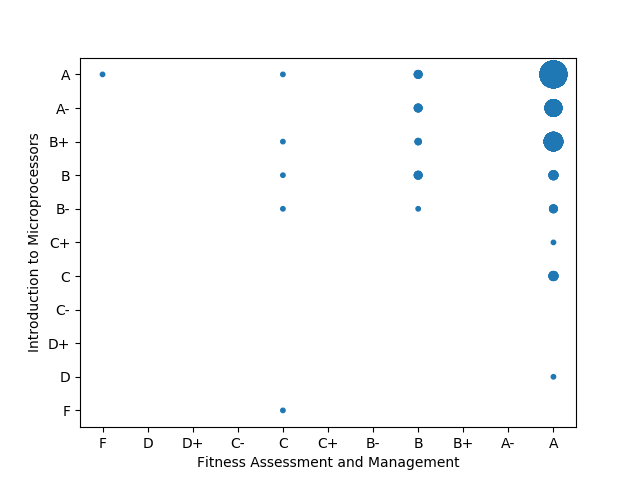 Introduction to Microprocessors
A
A-
B+
B
B-
C+
C
C-
D+
D
F
F D D+ C- C C+ B- B B+ A- A
Fitness Assessment and Management